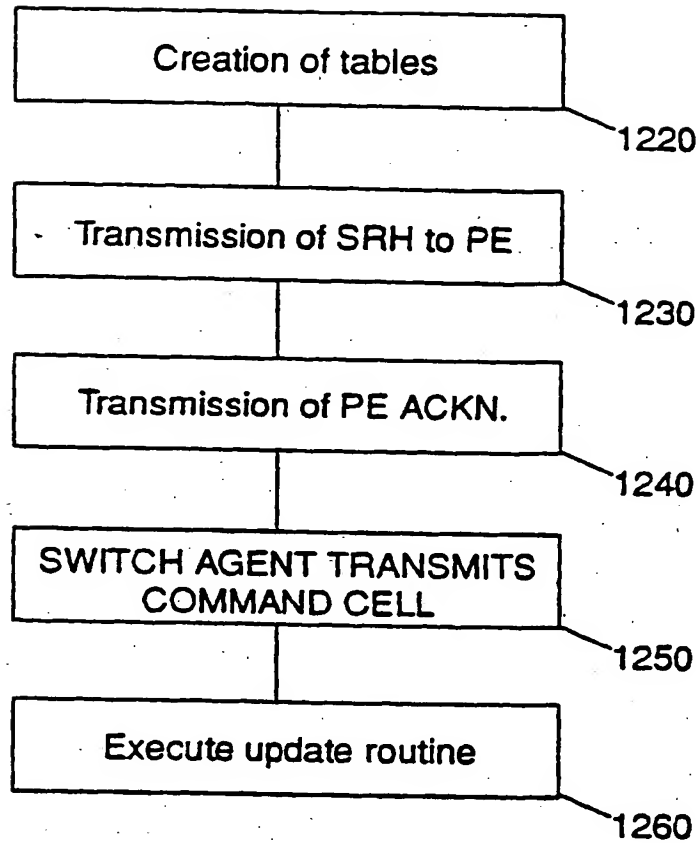 Creation of tables
1220
Transmission of SRH to PE
1230
Transmission of PE ACKN.
1240
SWITCH AGENT TRANSMITS
COMMAND CELL
1250
Execute update routine
1260